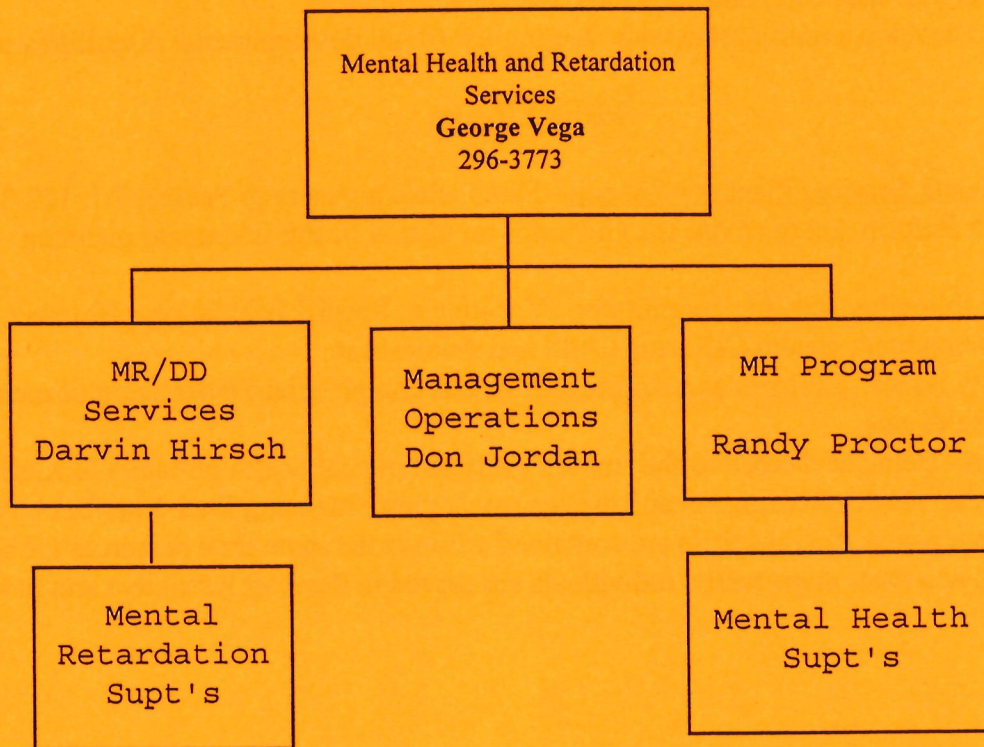 Mental Health and Retardation
Services
George Vega
296-3773
MR/DD
Services
Darvin Hirsch
Management
Operations
Don Jordan
MH Program
Randy Proctor
Mental
Retardation
Supt's
Mental Health
Supt's